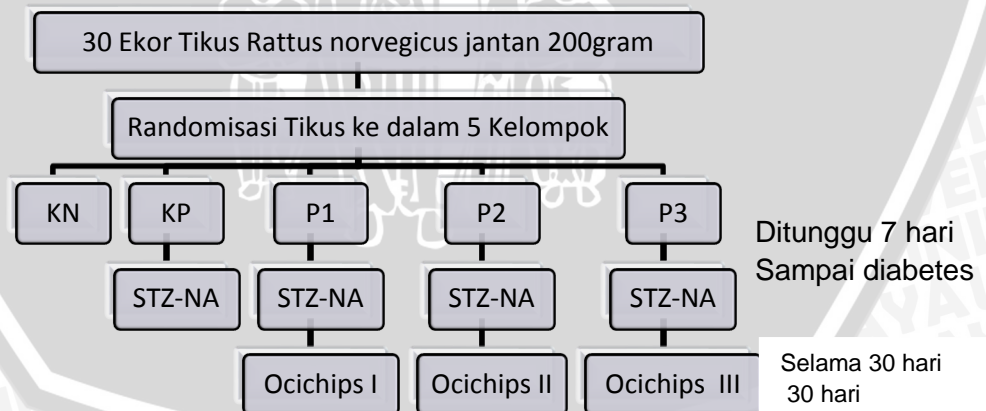 30 Ekor Tikus Rattus norvegicus jantan 200gram
Randomisasi Tikus ke dalam 5 Kelompok
KN
KP
P1
P2
P3
Ditunggu 7 hari
Sampai diabetes
STZ-NA
STZ-NA
STZ-NA
STZ-NA
Ocichips I
Ocichips II
Ocichips III
Selama 30 hari
30 hari